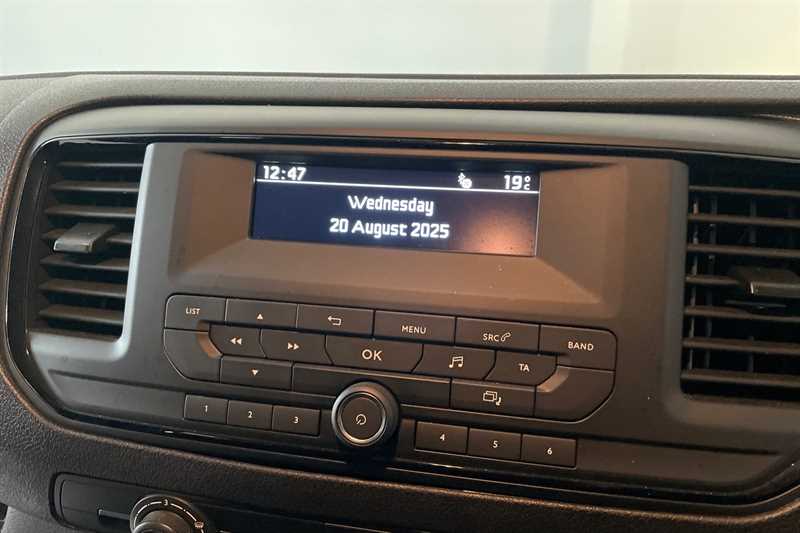 12:47 19°C
Wednesday
20 August 2025
LIST MENU SRC BAND
OK TA
1 2 3 4 5 6
3